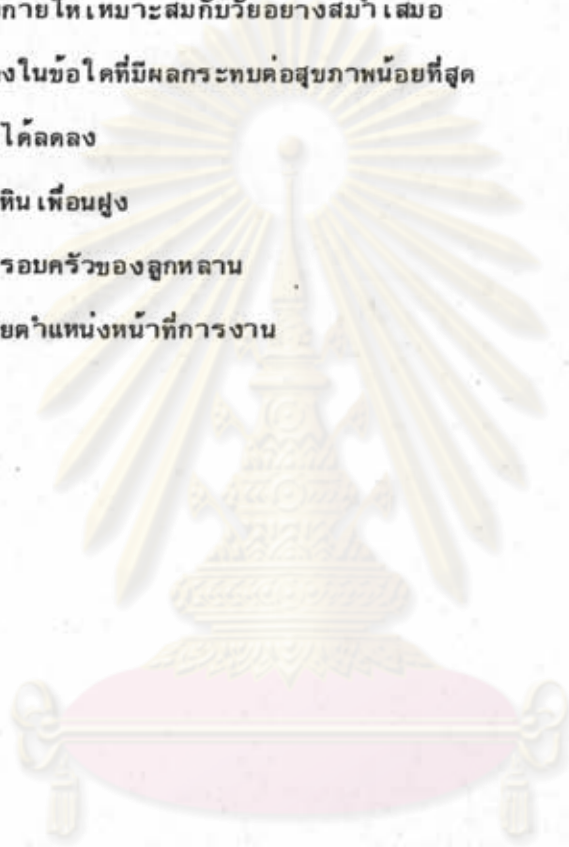 กายให้เหมาะสมกับวัยอย่างสม่ำเสมอ
งในข้อใดที่มีผลกระทบต่อสุขภาพน้อยที่สุด
ได้ลดลง
หิน เพื่อนฝูง
รอบครัวของลูกหลาน
ยตำแหน่งหน้าที่การงาน